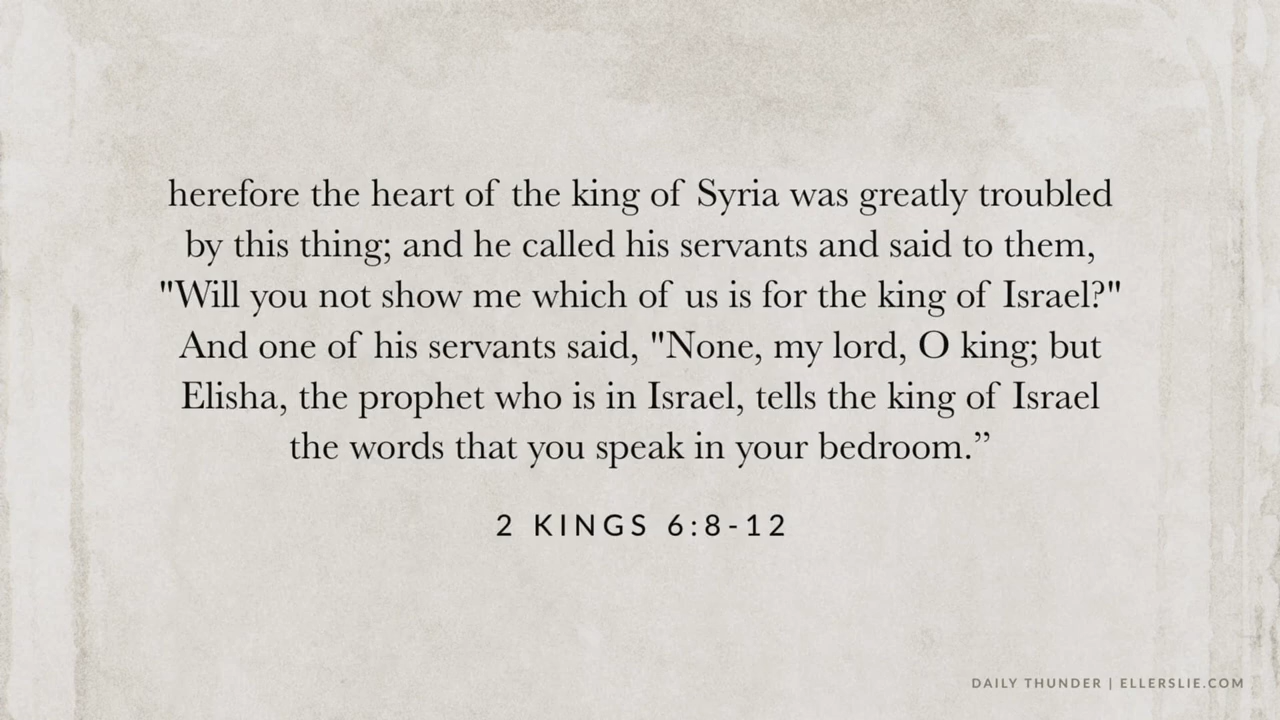 herefore the heart of the king of Syria was greatly troubled
by this thing; and he called his servants and said to them,
"Will you not show me which of us is for the king of Israel?"
And one of his servants said, "None, my lord, O king; but
Elisha, the prophet who is in Israel, tells the king of Israel
the words that you speak in your bedroom.”
2 KINGS 6:8-12
DAILY THUNDER | ELLERSLIE.COM